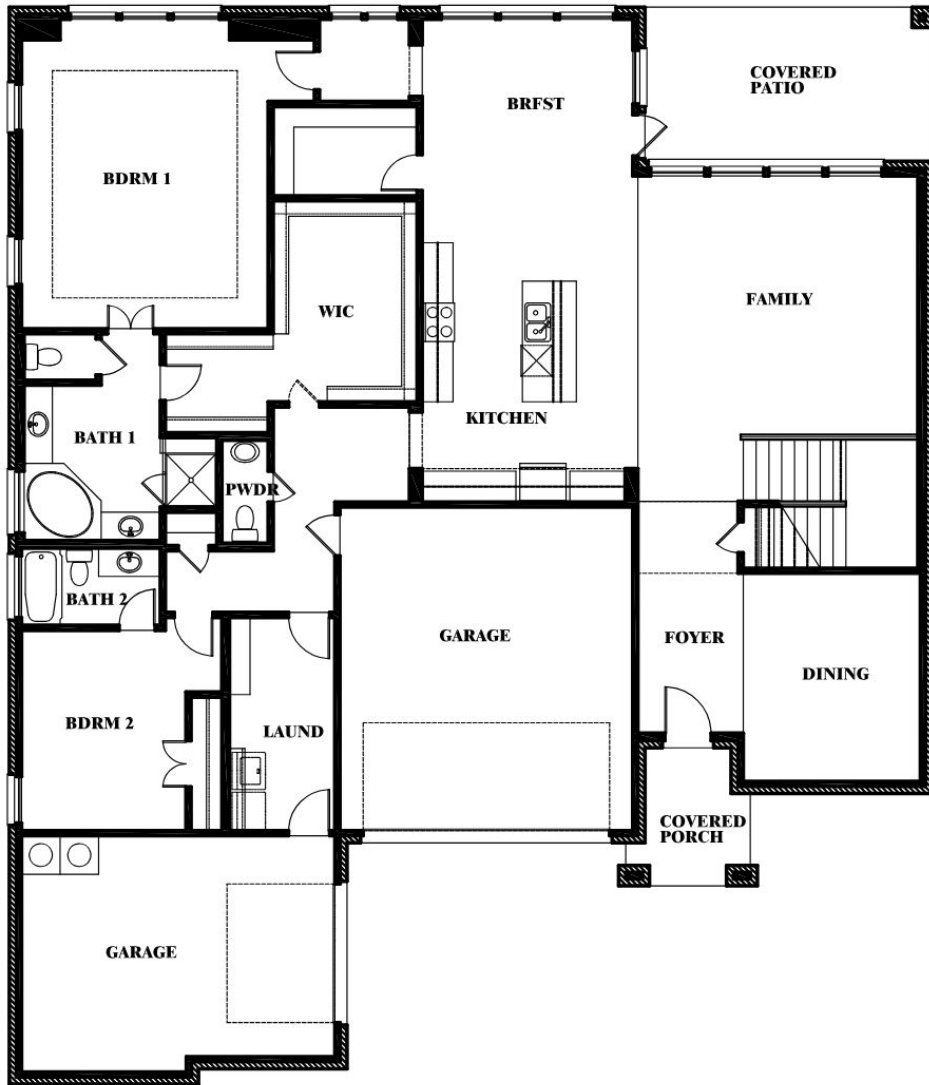 COVERED
PATIO
BRFST
BDRM 1
FAMILY
WIC
KITCHEN
BATH 1
PWDR
BATH 2
GARAGE
FOYER
DINING
BDRM 2
LAUND
COVERED
PORCH
GARAGE